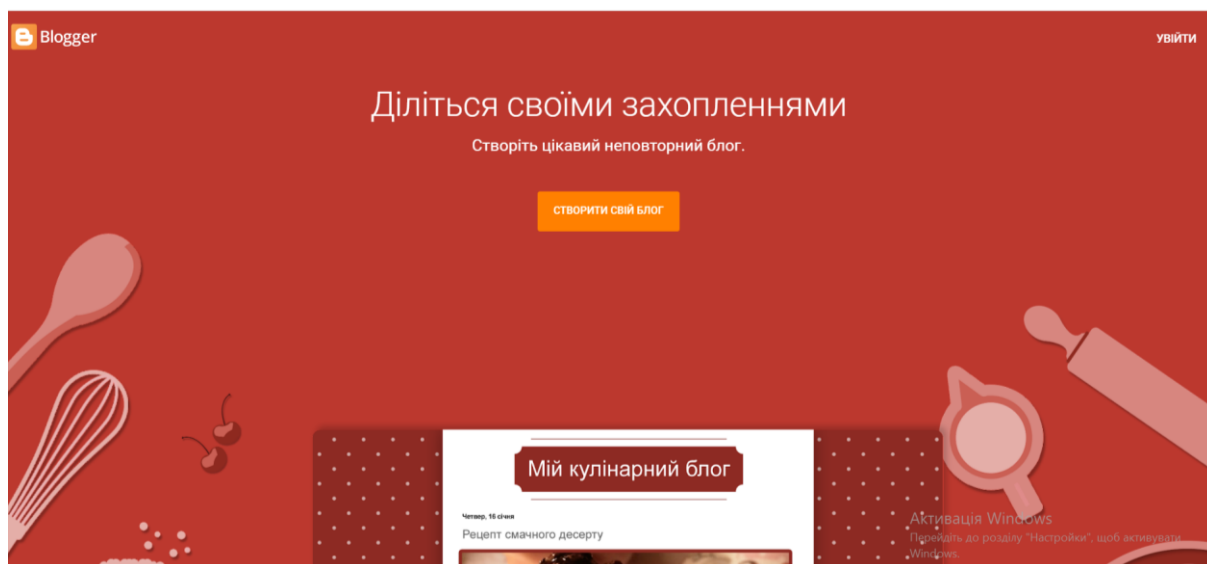 Blogger
УВІЙТИ
Діліться своїми захопленнями
Створіть цікавий неповторний блог.
СТВОРИТИ СВІЙ БЛОГ
Мій кулінарний блог
Четвер, 16 січня
Рецепт смачного десерту
Активація Windows
Перейдіть до розділу "Настройки", щоб активувати
Windows.